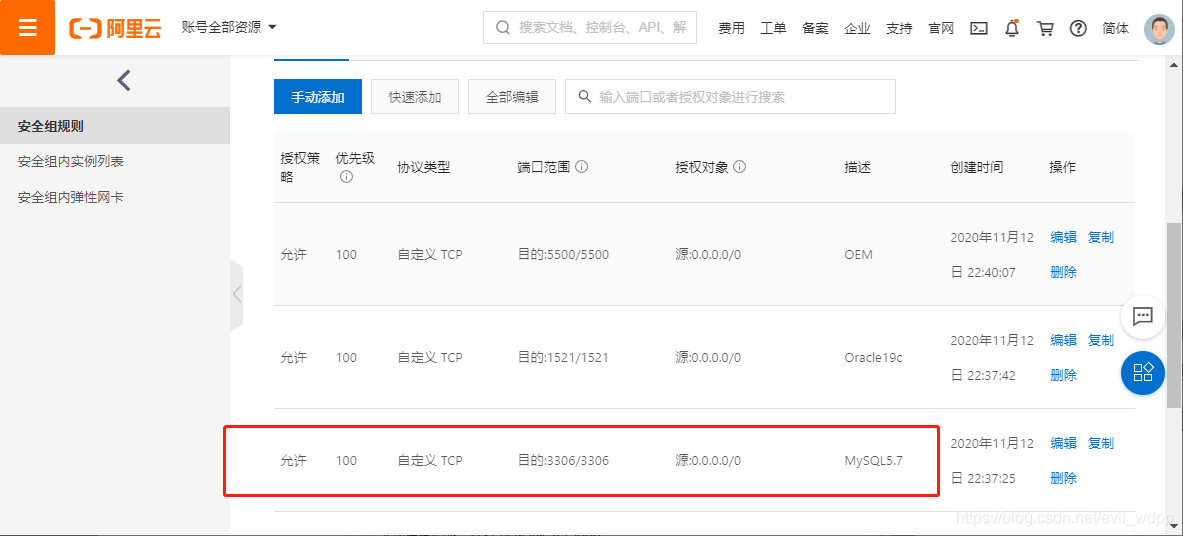 阿里云
账号全部资源
搜索文档、控制台、API、解
费用 工单 备案 企业 支持 官网 简体
安全组规则
安全组内实例列表
安全组内弹性网卡
手动添加 快速添加 全部编辑 输入端口或者授权对象进行搜索
授权策略 优先级 协议类型 端口范围 授权对象 描述 创建时间 操作
允许 100 自定义 TCP 目的:5500/5500 源:0.0.0.0/0 OEM 2020年11月12 编辑 复制
日 22:40:07 删除
允许 100 自定义 TCP 目的:1521/1521 源:0.0.0.0/0 Oracle19c 2020年11月12 编辑 复制
日 22:37:42 删除
允许 100 自定义 TCP 目的:3306/3306 源:0.0.0.0/0 MySQL5.7 2020年11月12 编辑 复制
日 22:37:25 删除
https://blog.csdn.net/evil_wdpp